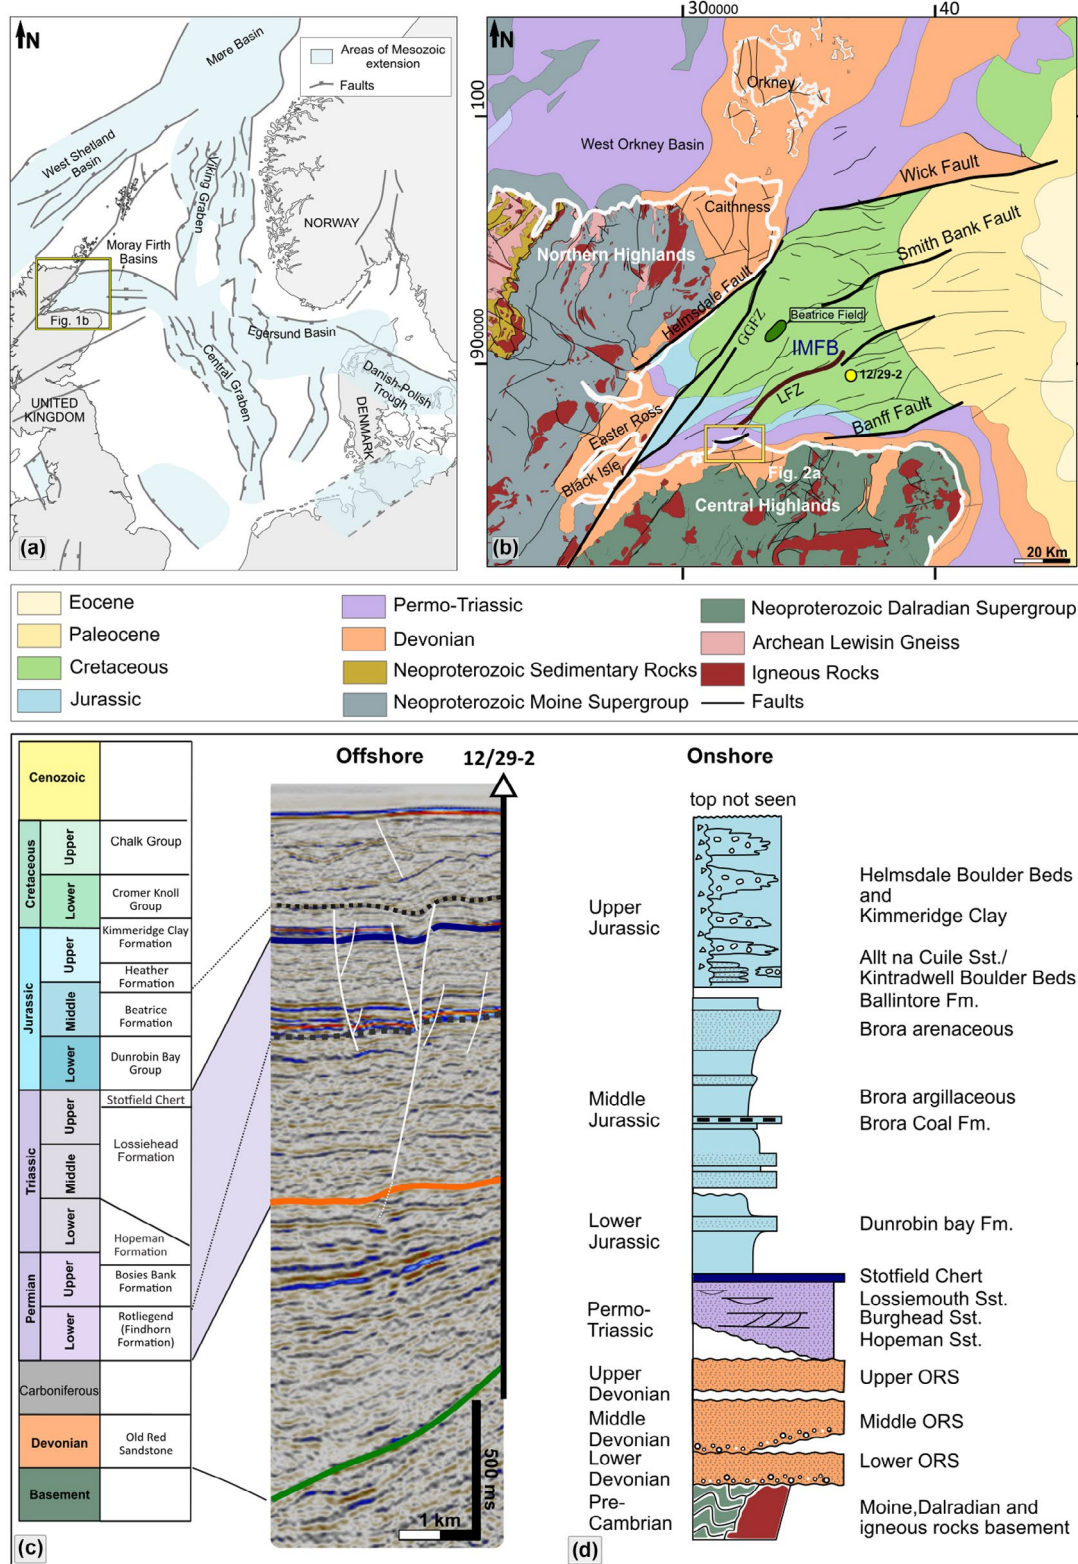 N
Møre Basin
Areas of Mesozoic
extension
Faults
West Shetland
Basin
Viking Graben
NORWAY
Moray Firth
Basins
Fig. 1b
Egersund Basin
Central Graben
Danish-Polish
Trough
UNITED
KINGDOM
DENMARK
(a)
300000
40
100
900000
N
Orkney
West Orkney Basin
Wick Fault
Caithness
Smith Bank Fault
Northern Highlands
Helmsdale Fault
GGFZ
Beatrice Field
IMFB
12/29-2
LFZ
Banff Fault
Easter Ross
Black Isle
Fig. 2a
Central Highlands
20 Km
(b)
Eocene
Paleocene
Cretaceous
Jurassic
Permo-Triassic
Devonian
Neoproterozoic Sedimentary Rocks
Neoproterozoic Moine Supergroup
Neoproterozoic Dalradian Supergroup
Archean Lewisin Gneiss
Igneous Rocks
Faults
Cenozoic
Cretaceous
Upper
Chalk Group
Lower
Cromer Knoll
Group
Jurassic
Upper
Kimmeridge Clay
Formation
Heather
Formation
Middle
Beatrice
Formation
Lower
Dunrobin Bay
Group
Triassic
Upper
Stotfield Chert
Lossiehead
Formation
Middle
Lower
Hopeman
Formation
Permian
Upper
Bosies Bank
Formation
Lower
Rotliegend
(Findhorn
Formation)
Carboniferous
Devonian
Old Red
Sandstone
Basement
(c)
Offshore
12/29-2
500 ms
1 km
Onshore
top not seen
Upper
Jurassic
Helmsdale Boulder Beds
and
Kimmeridge Clay
Allt na Cuile Sst./
Kintradwell Boulder Beds
Ballintore Fm.
Brora arenaceous
Middle
Jurassic
Brora argillaceous
Brora Coal Fm.
Lower
Jurassic
Dunrobin bay Fm.
Stotfield Chert
Permo-
Triassic
Lossiemouth Sst.
Burghead Sst.
Hopeman Sst.
Upper
Devonian
Upper ORS
Middle
Devonian
Middle ORS
Lower
Devonian
Lower ORS
Pre-
Cambrian
Moine,Dalradian and
igneous rocks basement
(d)